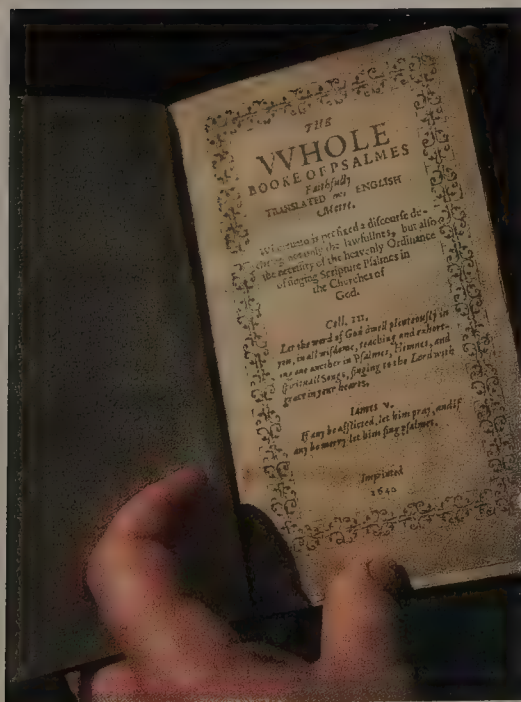 THE
VVHOLE
BOOKE OF PSALMES
Faithfully
TRANSLATED into ENGLISH
Metre.
Whereunto is prefixed a discourse de-
claring not only the lawfullnes, but also
the necessity of the heavenly Ordinance
of singing Scripture Psalmes in
the Churches of
God.
Coll. III.
Let the word of God dwell plenteously in
you, in all wisdome, teaching and exhort-
ing one another in Psalmes, Himnes, and
spirituall Songs, singing to the Lord with
grace in your hearts.
Iames v.
If any be afflicted, let him pray, and if
any be merry let him sing psalmes.
Imprinted
1640